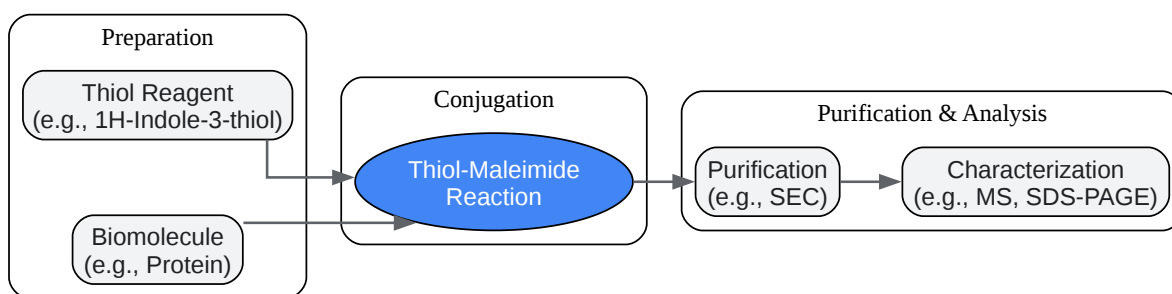 Preparation
Thiol Reagent
(e.g., 1H-Indole-3-thiol)
Biomolecule
(e.g., Protein)
Conjugation
Thiol-Maleimide
Reaction
Purification & Analysis
Purification
(e.g., SEC)
Characterization
(e.g., MS, SDS-PAGE)